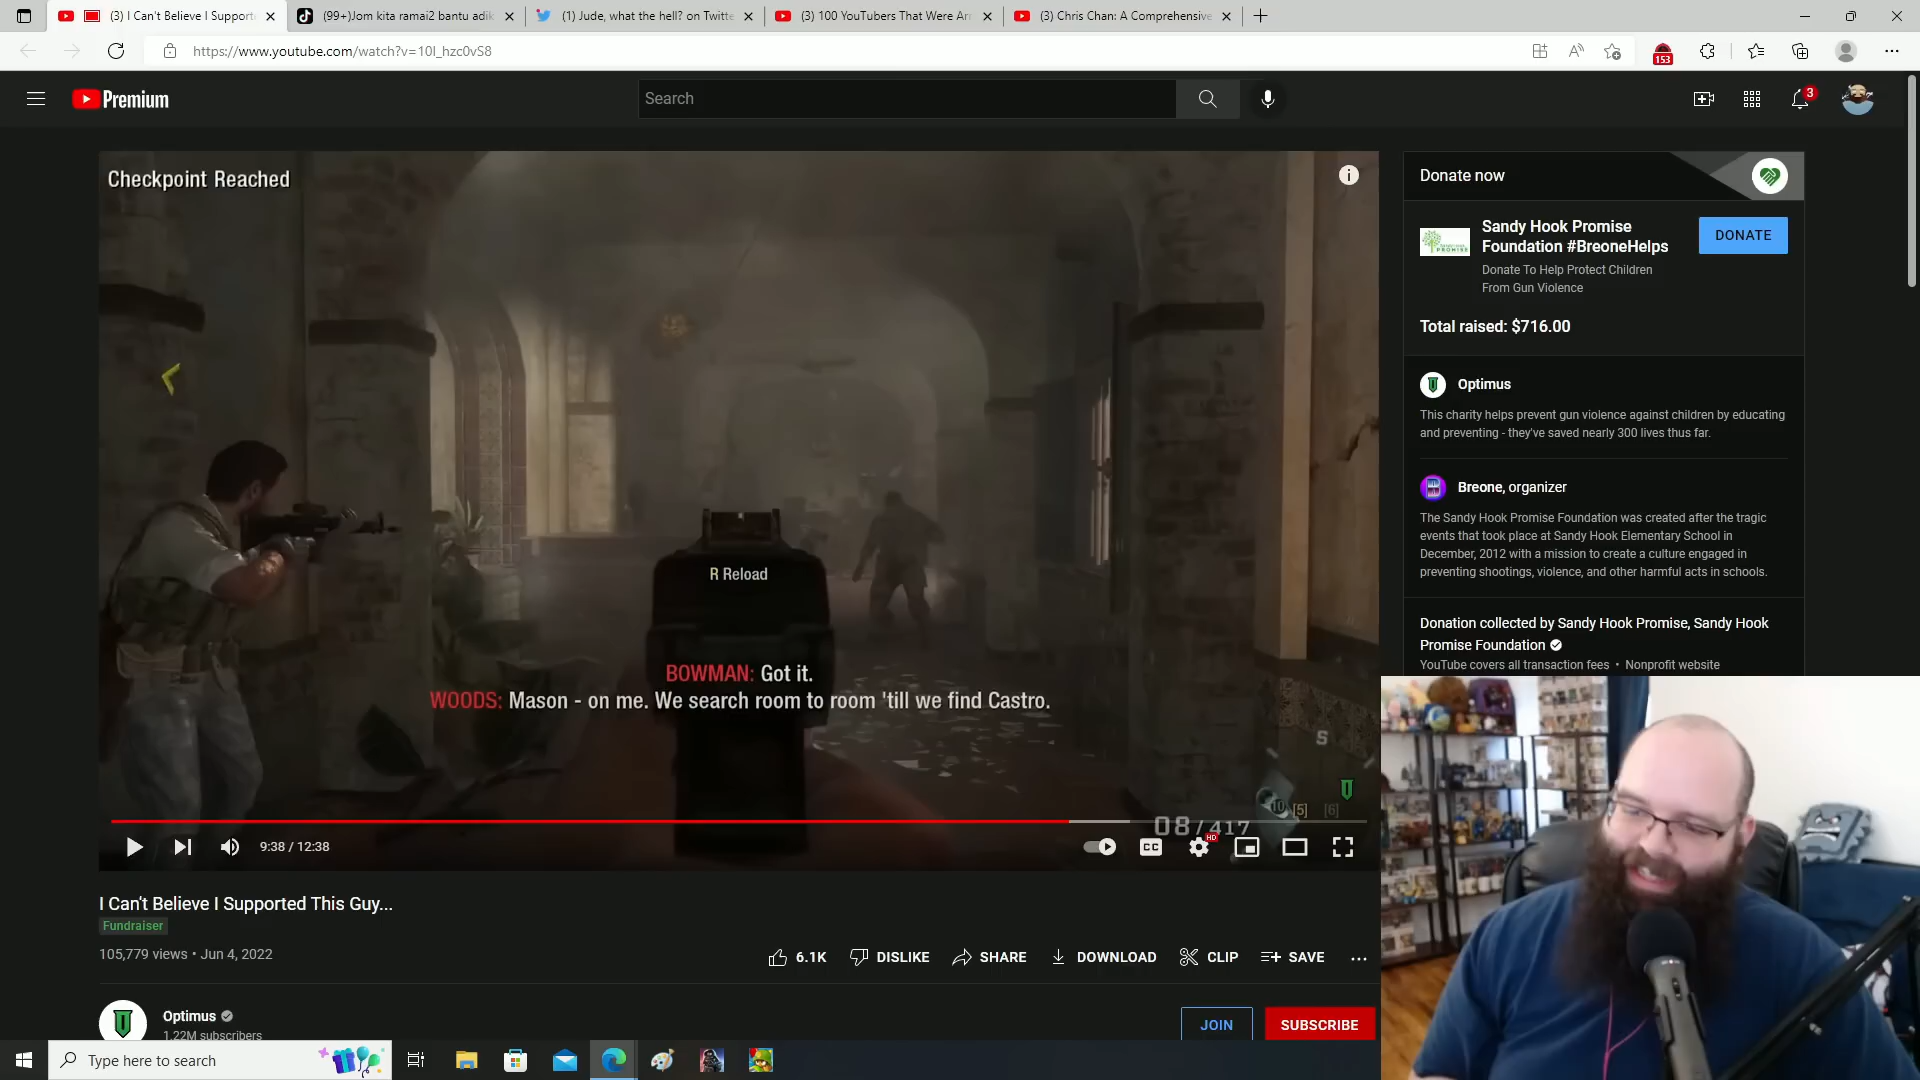 (3) I Can't Believe I Support
(99+)Jom kita ramai2 bantu adik
(1) Jude, what the hell? on Twitte
(3) 100 YouTubers That Were Arr
(3) Chris Chan: A Comprehensive
https://www.youtube.com/watch?v=10l_hzc0vS8
153
Premium
Search
3
Checkpoint Reached
R Reload
BOWMAN: Got it.
WOODS: Mason - on me. We search room to room 'till we find Castro.
S
10 [5] [6]
08/417
9:38 / 12:38
CC
HD
I Can't Believe I Supported This Guy...
Fundraiser
105,779 views • Jun 4, 2022
6.1K DISLIKE SHARE DOWNLOAD CLIP SAVE
Optimus
1.22M subscribers
JOIN
SUBSCRIBE
Donate now
Sandy Hook Promise
Foundation #BreoneHelps
DONATE
Donate To Help Protect Children
From Gun Violence
Total raised: $716.00
Optimus
This charity helps prevent gun violence against children by educating
and preventing - they've saved nearly 300 lives thus far.
Breone, organizer
The Sandy Hook Promise Foundation was created after the tragic
events that took place at Sandy Hook Elementary School in
December, 2012 with a mission to create a culture engaged in
preventing shootings, violence, and other harmful acts in schools.
Donation collected by Sandy Hook Promise, Sandy Hook
Promise Foundation
YouTube covers all transaction fees • Nonprofit website
Type here to search